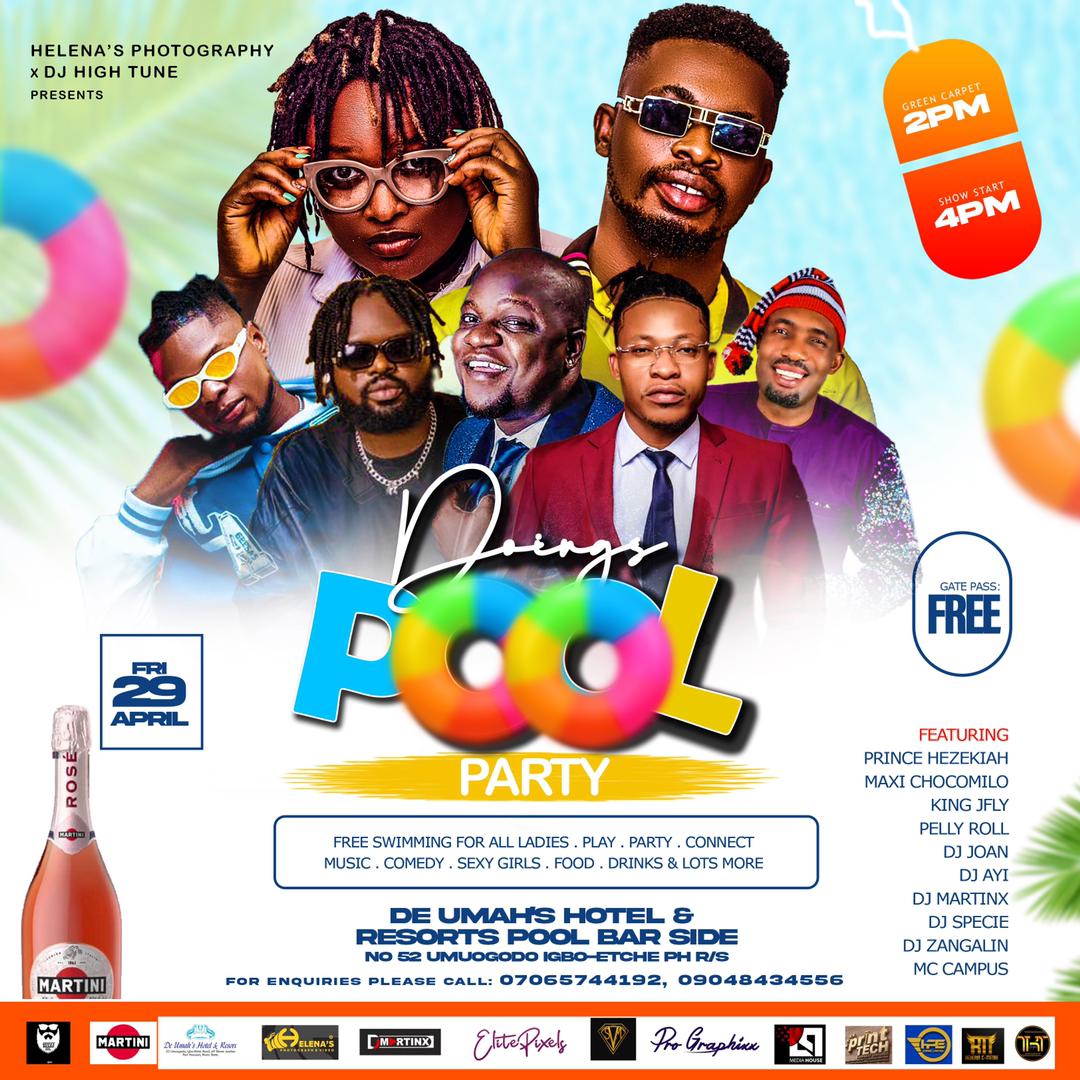 HELENA'S PHOTOGRAPHY
x DJ HIGH TUNE
PRESENTS
GREEN CARPET
2PM
SHOW START
4PM
Doings
POOL
PARTY
GATE PASS:
FREE
FRI
29
APRIL
ROSÉ
MARTINI
MARTINI
FREE SWIMMING FOR ALL LADIES . PLAY . PARTY . CONNECT
MUSIC . COMEDY . SEXY GIRLS . FOOD . DRINKS & LOTS MORE
FEATURING
PRINCE HEZEKIAH
MAXI CHOCOMILO
KING JFLY
PELLY ROLL
DJ JOAN
DJ AYI
DJ MARTINX
DJ SPECIE
DJ ZANGALIN
MC CAMPUS
DE UMAH'S HOTEL &
RESORTS POOL BAR SIDE
NO 52 UMUOGODO IGBO-ETCHE PH R/S
FOR ENQUIRIES PLEASE CALL: 07065744192, 09048434556
MARTINI
De Umah's Hotel & Resort
HELENA'S
DJ MARTINX
ElitePixels
Pro Graphixx
MEDIA HOUSE
print
TECH